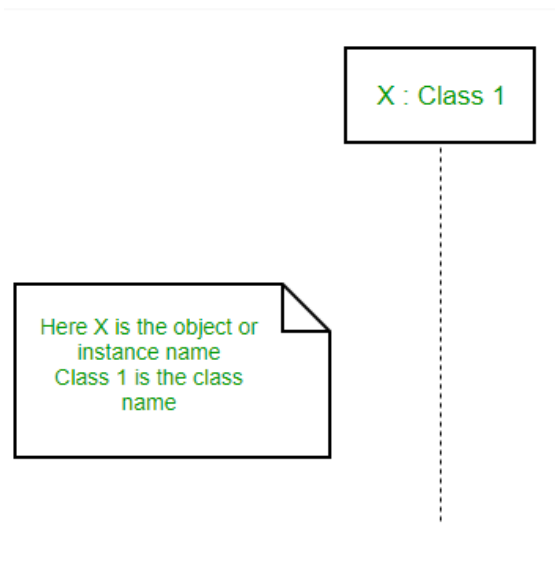 X : Class 1
Here X is the object or
instance name
Class 1 is the class
name